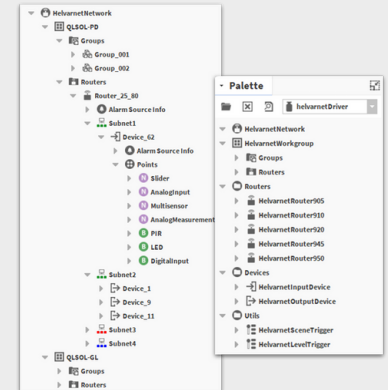 HelvarnetNetwork
QLSOL-PD
Groups
Group_001
Group_002
Routers
Router_25_80
Alarm Source Info
Subnet1
Device_62
Alarm Source Info
Points
Slider
AnalogInput
Multisensor
AnalogMeasurement
PIR
LED
DigitalInput
Subnet2
Device_1
Device_9
Device_11
Subnet3
Subnet4
QLSOL-GL
Groups
Routers
Palette
helvarnetDriver
HelvarnetNetwork
HelvarnetWorkgroup
Groups
Routers
Routers
HelvarnetRouter905
HelvarnetRouter910
HelvarnetRouter920
HelvarnetRouter945
HelvarnetRouter950
Devices
HelvarnetInputDevice
HelvarnetOutputDevice
Utils
HelvarnetSceneTrigger
HelvarnetLevelTrigger